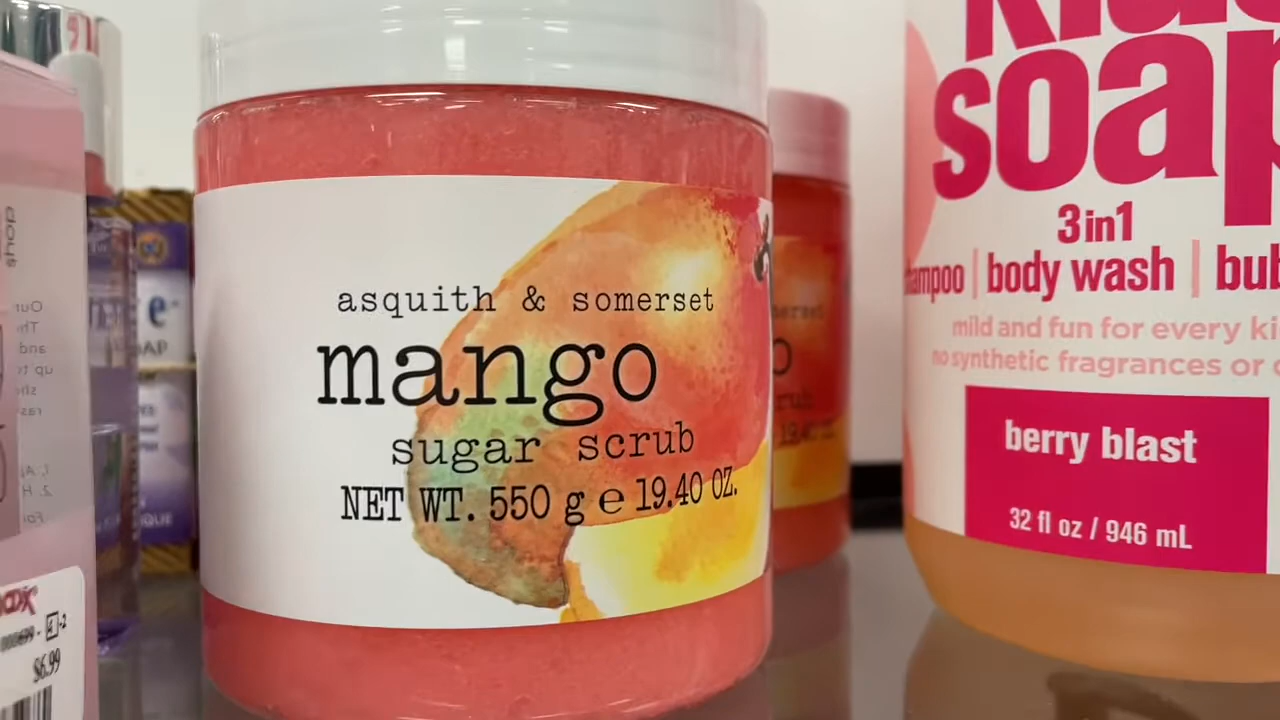 asquith & somerset
mango
sugar scrub
NET WT. 550 g e 19.40 OZ.
soap
3in1
body wash
mild and fun for every
no synthetic fragrances or
berry blast
32 fl oz / 946 mL
shop
$6.99